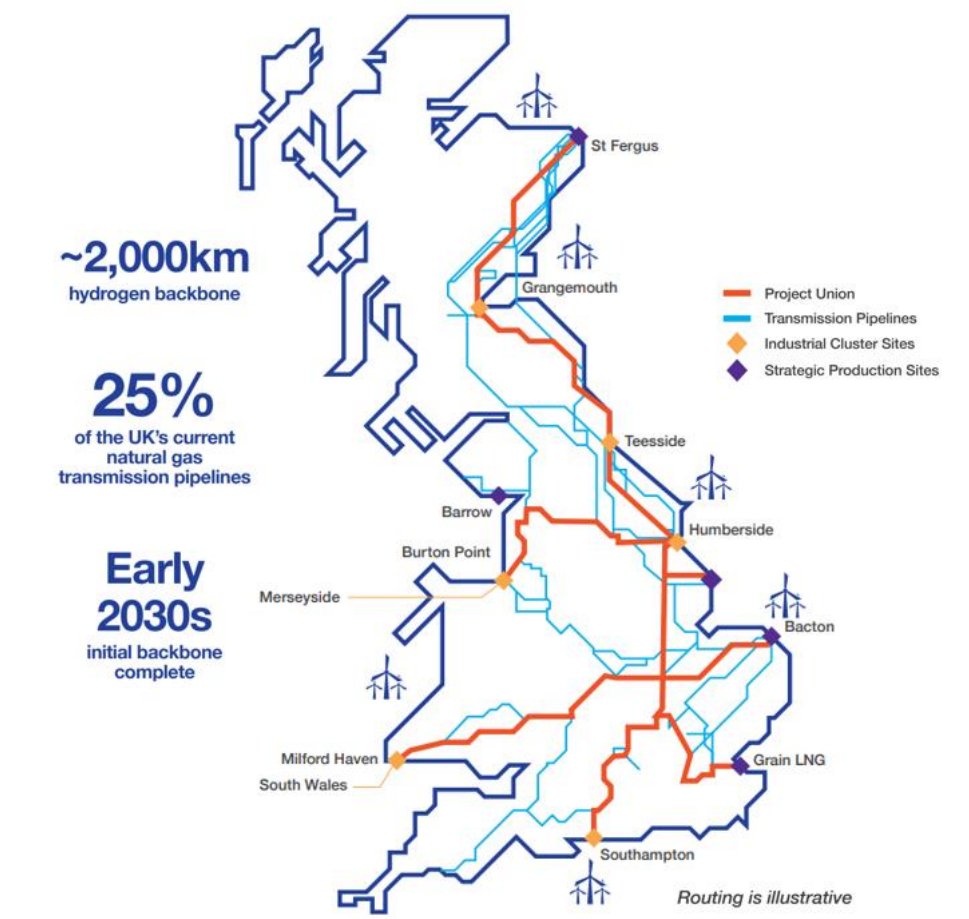 ~2,000km
hydrogen backbone
25%
of the UK's current
natural gas
transmission pipelines
Early
2030s
initial backbone
complete
St Fergus
Grangemouth
Teesside
Barrow
Humberside
Burton Point
Merseyside
Bacton
Milford Haven
South Wales
Grain LNG
Southampton
Project Union
Transmission Pipelines
Industrial Cluster Sites
Strategic Production Sites
Routing is illustrative